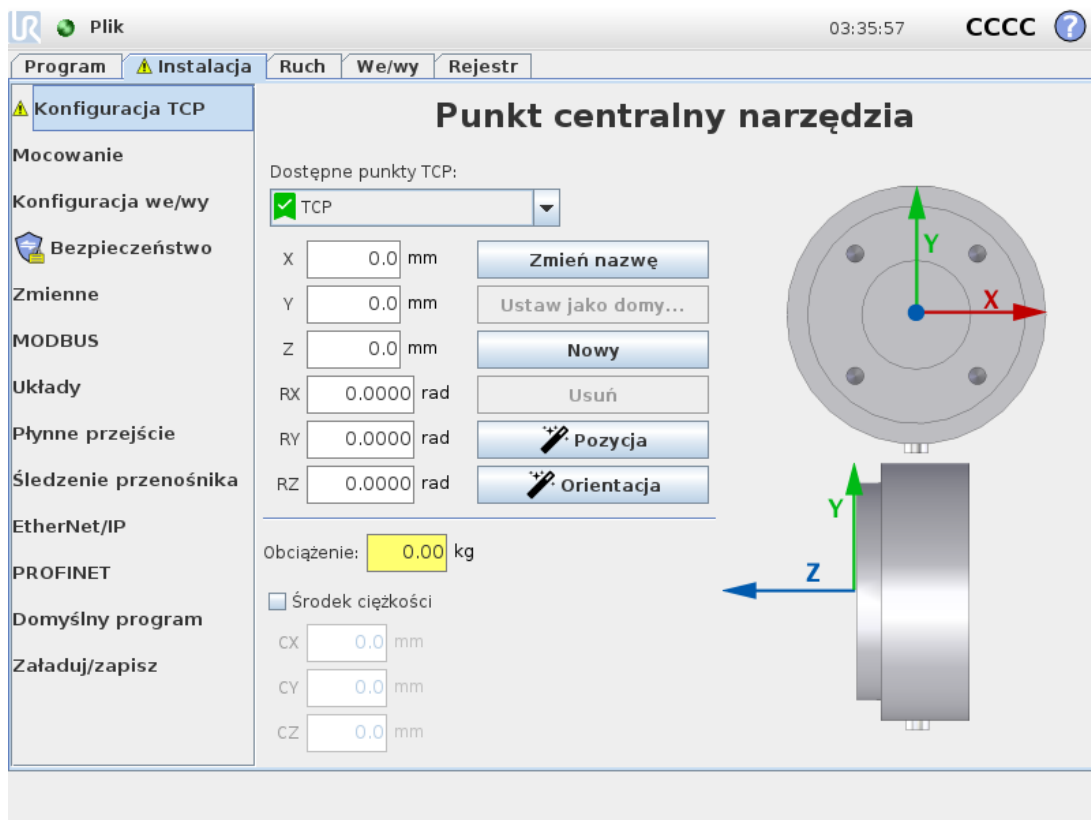 UR Plik 03:35:57 CCCC ?
Program Instalacja Ruch We/wy Rejestr
Konfiguracja TCP
Mocowanie
Konfiguracja we/wy
Bezpieczeństwo
Zmienne
MODBUS
Układy
Płynne przejście
Śledzenie przenośnika
EtherNet/IP
PROFINET
Domyślny program
Załaduj/zapisz
Punkt centralny narzędzia
Dostępne punkty TCP:
TCP
X 0.0 mm Zmień nazwę
Y 0.0 mm Ustaw jako domy...
Z 0.0 mm Nowy
RX 0.0000 rad Usuń
RY 0.0000 rad Pozycja
RZ 0.0000 rad Orientacja
Obciążenie: 0.00 kg
Środek ciężkości
CX 0.0 mm
CY 0.0 mm
CZ 0.0 mm
Y
X
Y
Z